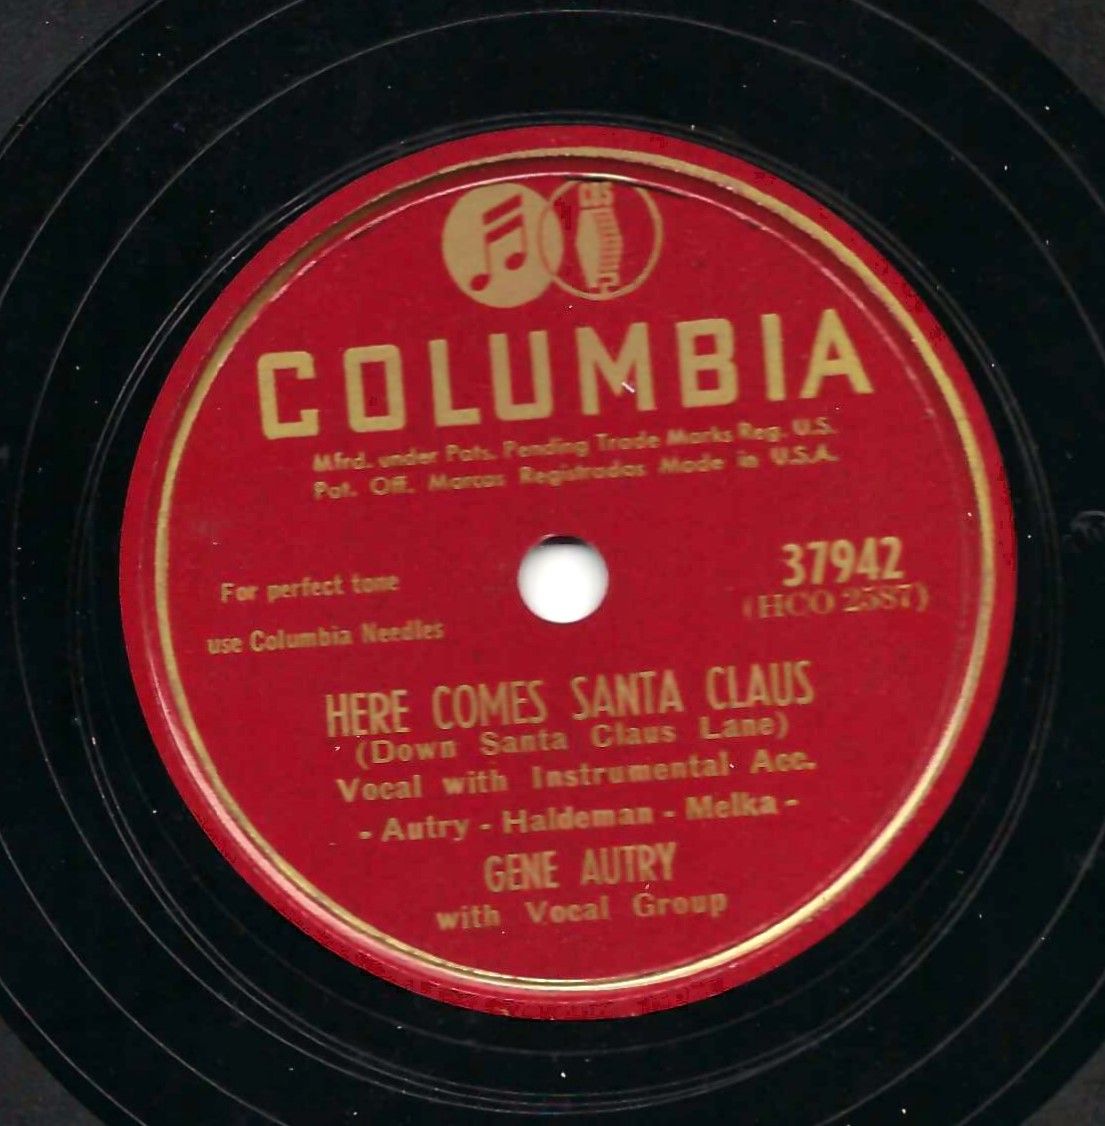 CBS
COLUMBIA
Mfrd. under Pats. Pending Trade Marks Reg. U.S.
Pat. Off. Marcas Registradas Made in U.S.A.
37942
(HCO 2587)
For perfect tone
use Columbia Needles
HERE COMES SANTA CLAUS
(Down Santa Claus Lane)
Vocal with Instrumental Acc.
- Autry - Haldeman - Melka -
GENE AUTRY
with Vocal Group